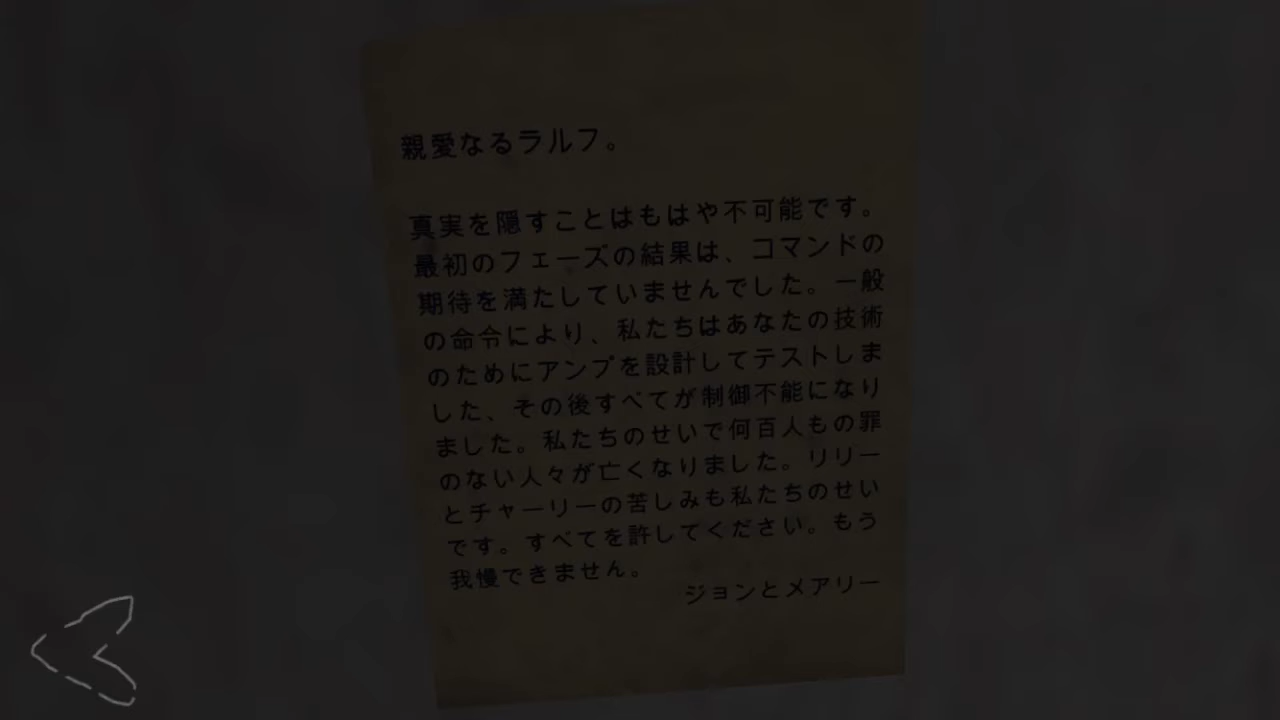 親愛なるラルフ。
真実を隠すことはもはや不可能です。
最初のフェーズの結果は、コマンドの
期待を満たしていませんでした。一般
の命令により、私たちはあなたの技術
のためにアンプを設計してテストしま
した、その後すべてが制御不能になり
ました。私たちのせいで何百人もの罪
のない人々が亡くなりました。リリー
とチャーリーの苦しみも私たちのせい
です。すべてを許してください。もう
我慢できません。
ジョンとメアリー